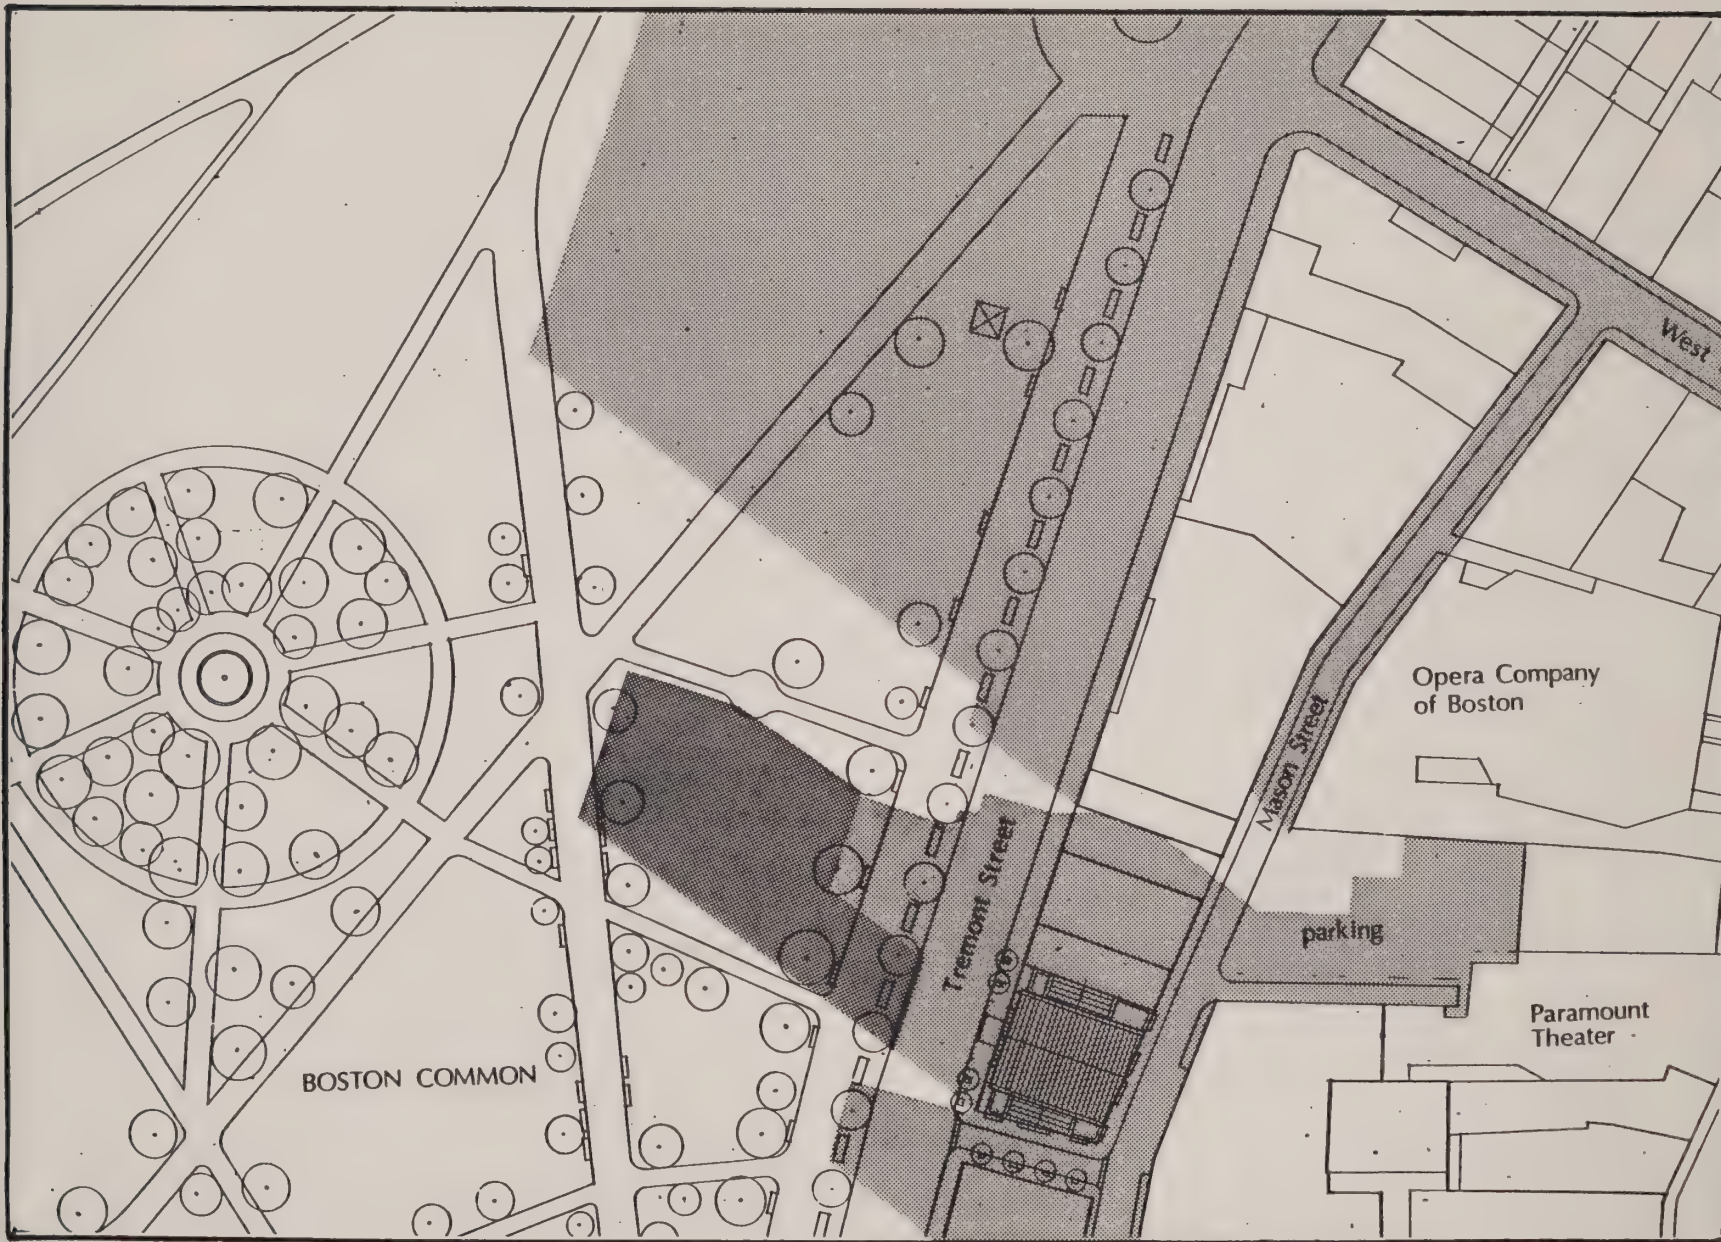 West
Opera Company
of Boston
Mason Street
Tremont Street
parking
Paramount
Theater
BOSTON COMMON